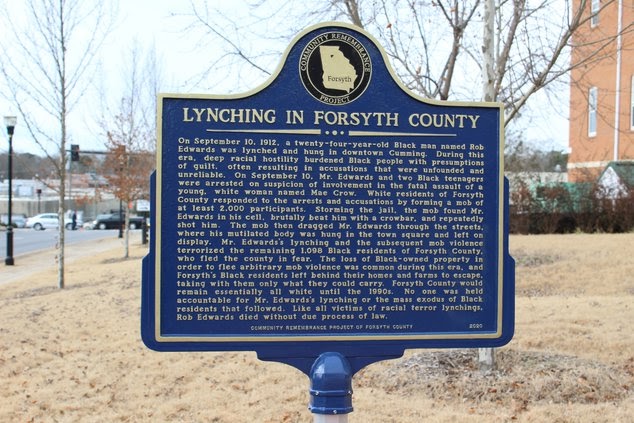 COMMUNITY REMEMBRANCE
Forsyth
PROJECT
LYNCHING IN FORSYTH COUNTY
On September 10, 1912, a twenty-four-year-old Black man named Rob
Edwards was lynched and hung in downtown Cumming. During this
era, deep racial hostility burdened Black people with presumptions
of guilt, often resulting in accusations that were unfounded and
unreliable. On September 10, Mr. Edwards and two Black teenagers
were arrested on suspicion of involvement in the fatal assault of a
young, white woman named Mae Crow. White residents of Forsyth
County responded to the arrests and accusations by forming a mob of
at least 2,000 participants. Storming the jail, the mob found Mr.
Edwards in his cell, brutally beat him with a crowbar, and repeatedly
shot him. The mob then dragged Mr. Edwards through the streets,
where his mutilated body was hung in the town square and left on
display. Mr. Edwards's lynching and the subsequent mob violence
terrorized the remaining 1,098 Black residents of Forsyth County,
who fled the county in fear. The loss of Black-owned property in
order to flee arbitrary mob violence was common during this era, and
Forsyth's Black residents left behind their homes and farms to escape,
taking with them only what they could carry. Forsyth County would
remain essentially all white until the 1990s. No one was held
accountable for Mr. Edwards's lynching or the mass exodus of Black
residents that followed. Like all victims of racial terror lynchings,
Rob Edwards died without due process of law.
COMMUNITY REMEMBRANCE PROJECT OF FORSYTH COUNTY 2020